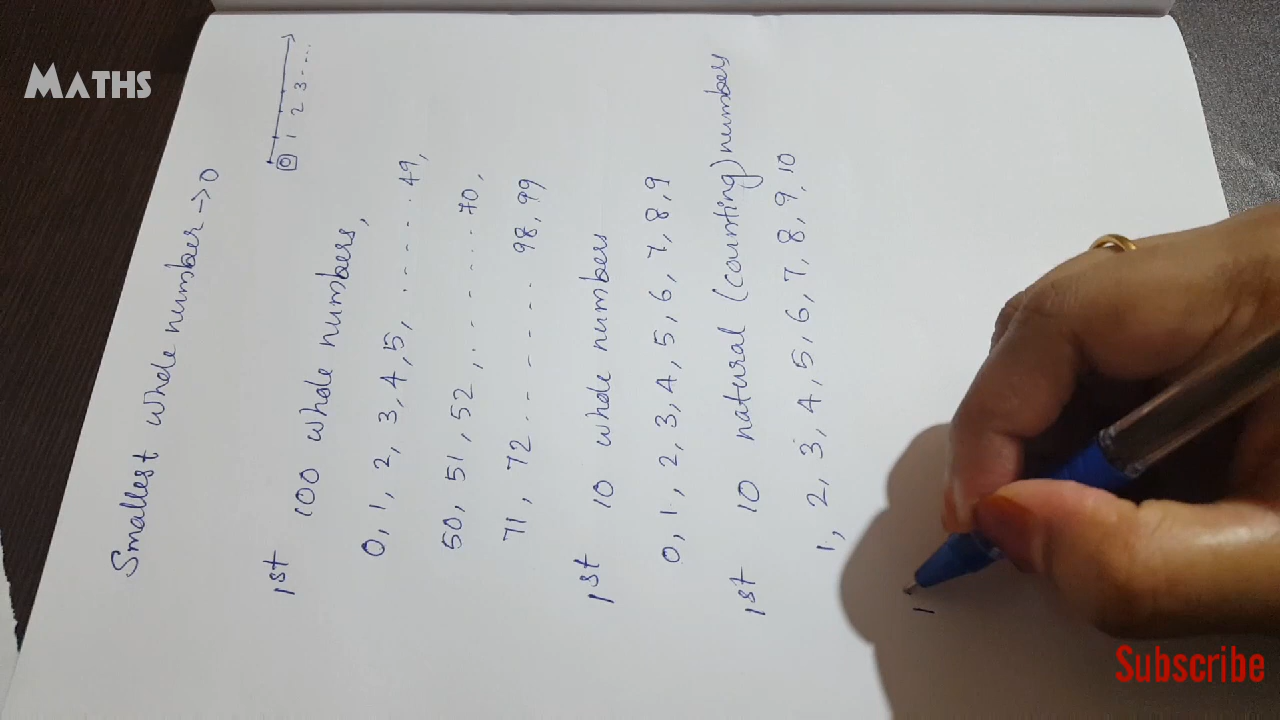 MATHS
Smallest whole number → 0
0 1 2 3 ....
1st 100 whole numbers,
0, 1, 2, 3, 4, 5, ...... 49,
50, 51, 52, ...... 70,
71, 72 ...... 98, 99
1st 10 whole numbers
0, 1, 2, 3, 4, 5, 6, 7, 8, 9
1st 10 natural (counting) numbers
1, 2, 3, 4, 5, 6, 7, 8, 9, 10
1
Subscribe